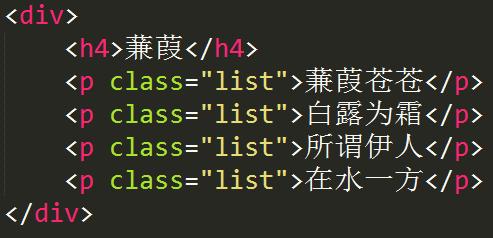 <div>
<h4>蒹葭</h4>
<p class="list">蒹葭苍苍</p>
<p class="list">白露为霜</p>
<p class="list">所谓伊人</p>
<p class="list">在水一方</p>
</div>